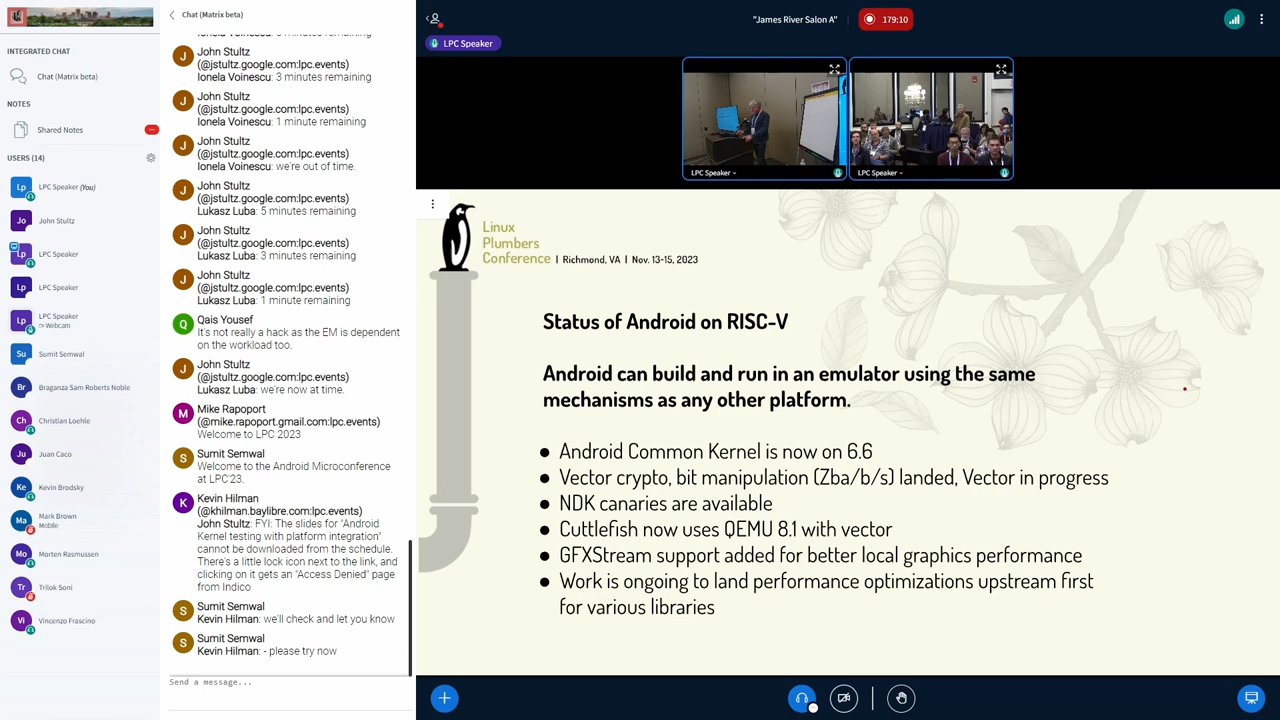 INTEGRATED CHAT
Chat (Matrix beta)
NOTES
Shared Notes
USERS (14)
Lp LPC Speaker (You)
Jo John Stultz
Lp LPC Speaker
Lp LPC Speaker
Lp LPC Speaker
Webcam
Su Sumit Semwal
Br Braganza Sam Roberts Noble
Ch Christian Loehle
Ju Juan Caco
Ke Kevin Brodsky
Ma Mark Brown
Mobile
Mo Morten Rasmussen
Tr Trilok Soni
Vi Vincenzo Frascino
Chat (Matrix beta)
J John Stultz
(@jstultz.google.com:lpc.events)
Ionela Voinescu: 3 minutes remaining
J John Stultz
(@jstultz.google.com:lpc.events)
Ionela Voinescu: 1 minute remaining
J John Stultz
(@jstultz.google.com:lpc.events)
Ionela Voinescu: we're out of time.
J John Stultz
(@jstultz.google.com:lpc.events)
Lukasz Luba: 5 minutes remaining
J John Stultz
(@jstultz.google.com:lpc.events)
Lukasz Luba: 3 minutes remaining
J John Stultz
(@jstultz.google.com:lpc.events)
Lukasz Luba: 1 minute remaining
Q Qais Yousef
It's not really a hack as the EM is dependent
on the workload too.
J John Stultz
(@jstultz.google.com:lpc.events)
Lukasz Luba: we're now at time.
M Mike Rapoport
(@mike.rapoport.gmail.com:lpc.events)
Welcome to LPC 2023
S Sumit Semwal
Welcome to the Android Microconference
at LPC'23.
K Kevin Hilman
(@khilman.baylibre.com:lpc.events)
John Stultz: FYI: The slides for "Android
Kernel testing with platform integration"
cannot be downloaded from the schedule.
There's a little lock icon next to the link, and
clicking on it gets an "Access Denied" page
from Indico
S Sumit Semwal
Kevin Hilman: we'll check and let you know
S Sumit Semwal
Kevin Hilman: - please try now
Send a message...
"James River Salon A"
179:10
LPC Speaker
LPC Speaker
LPC Speaker
Linux
Plumbers
Conference | Richmond, VA | Nov. 13-15, 2023
Status of Android on RISC-V
Android can build and run in an emulator using the same
mechanisms as any other platform.
● Android Common Kernel is now on 6.6
● Vector crypto, bit manipulation (Zba/b/s) landed, Vector in progress
● NDK canaries are available
● Cuttlefish now uses QEMU 8.1 with vector
● GFXStream support added for better local graphics performance
● Work is ongoing to land performance optimizations upstream first
for various libraries